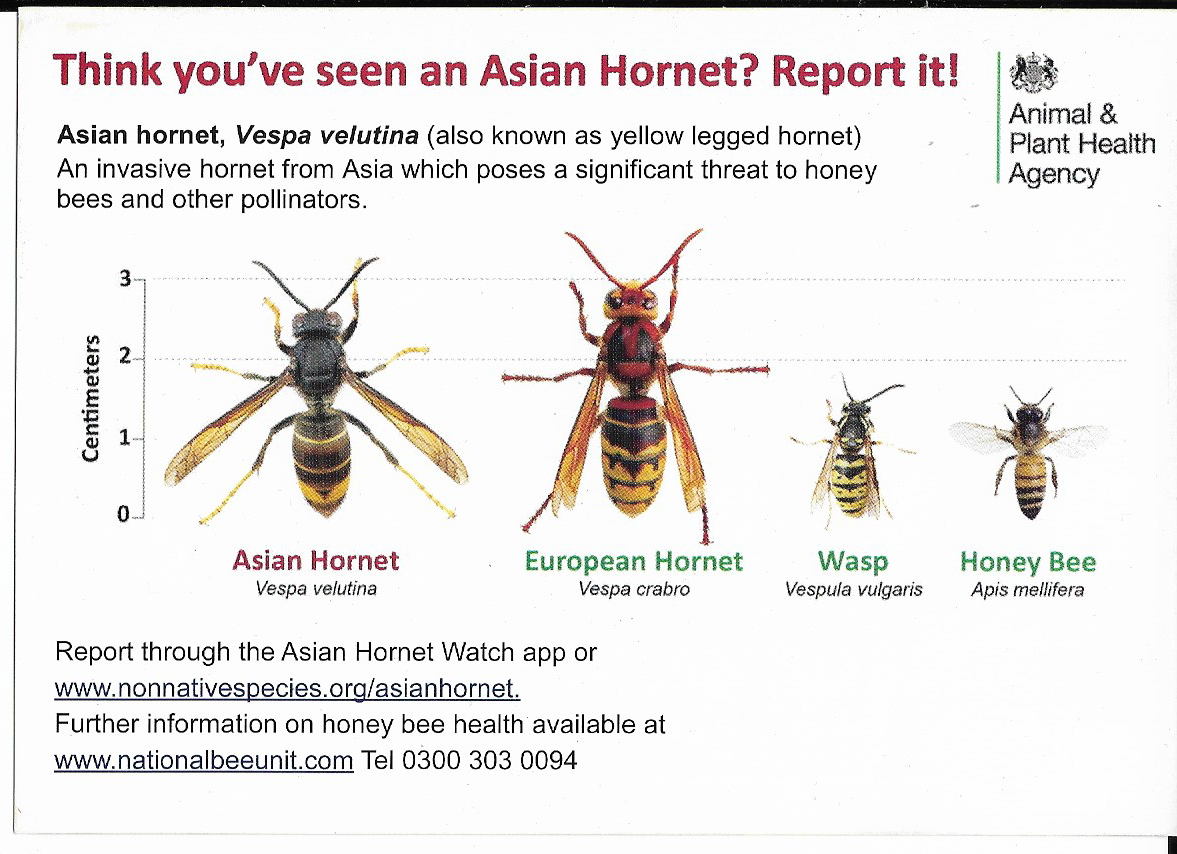 Think you've seen an Asian Hornet? Report it!
Animal &
Plant Health
Agency
Asian hornet, Vespa velutina (also known as yellow legged hornet)
An invasive hornet from Asia which poses a significant threat to honey
bees and other pollinators.
Centimeters
3
2
1
0
Asian Hornet
Vespa velutina
European Hornet
Vespa crabro
Wasp
Vespula vulgaris
Honey Bee
Apis mellifera
Report through the Asian Hornet Watch app or
www.nonnativespecies.org/asianhornet.
Further information on honey bee health available at
www.nationalbeeunit.com Tel 0300 303 0094